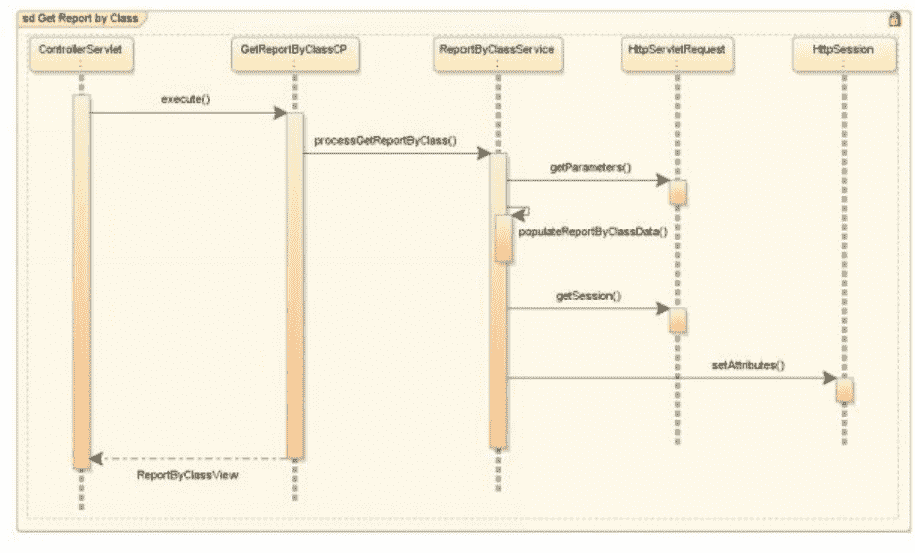 sd Get Report by Class
ControllerServlet
GetReportByClassCP
ReportByClassService
HttpServletRequest
HttpSession
execute()
processGetReportByClass()
getParameters()
populateReportByClassData()
getSession()
setAttributes()
ReportByClassView